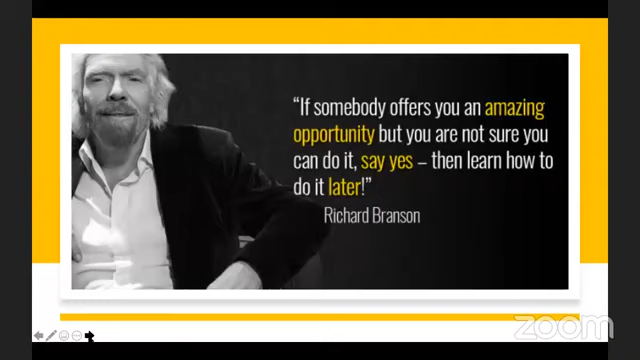 “If somebody offers you an amazing
opportunity but you are not sure you
can do it, say yes – then learn how to
do it later!”
Richard Branson
zoom